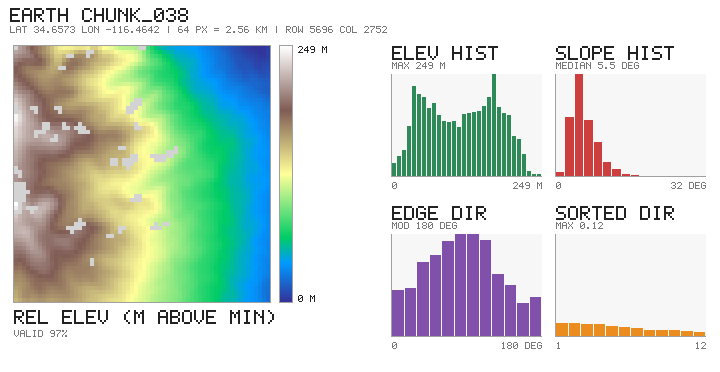 EARTH CHUNK_038
LAT 34.6573 LON -116.4642 | 64 PX = 2.56 KM | ROW 5696 COL 2752
249 M
0 M
REL ELEV (M ABOVE MIN)
VALID 97%
ELEV HIST
MAX 249 M
0 249 M
SLOPE HIST
MEDIAN 5.5 DEG
0 32 DEG
EDGE DIR
MOD 180 DEG
0 180 DEG
SORTED DIR
MAX 0.12
1 12